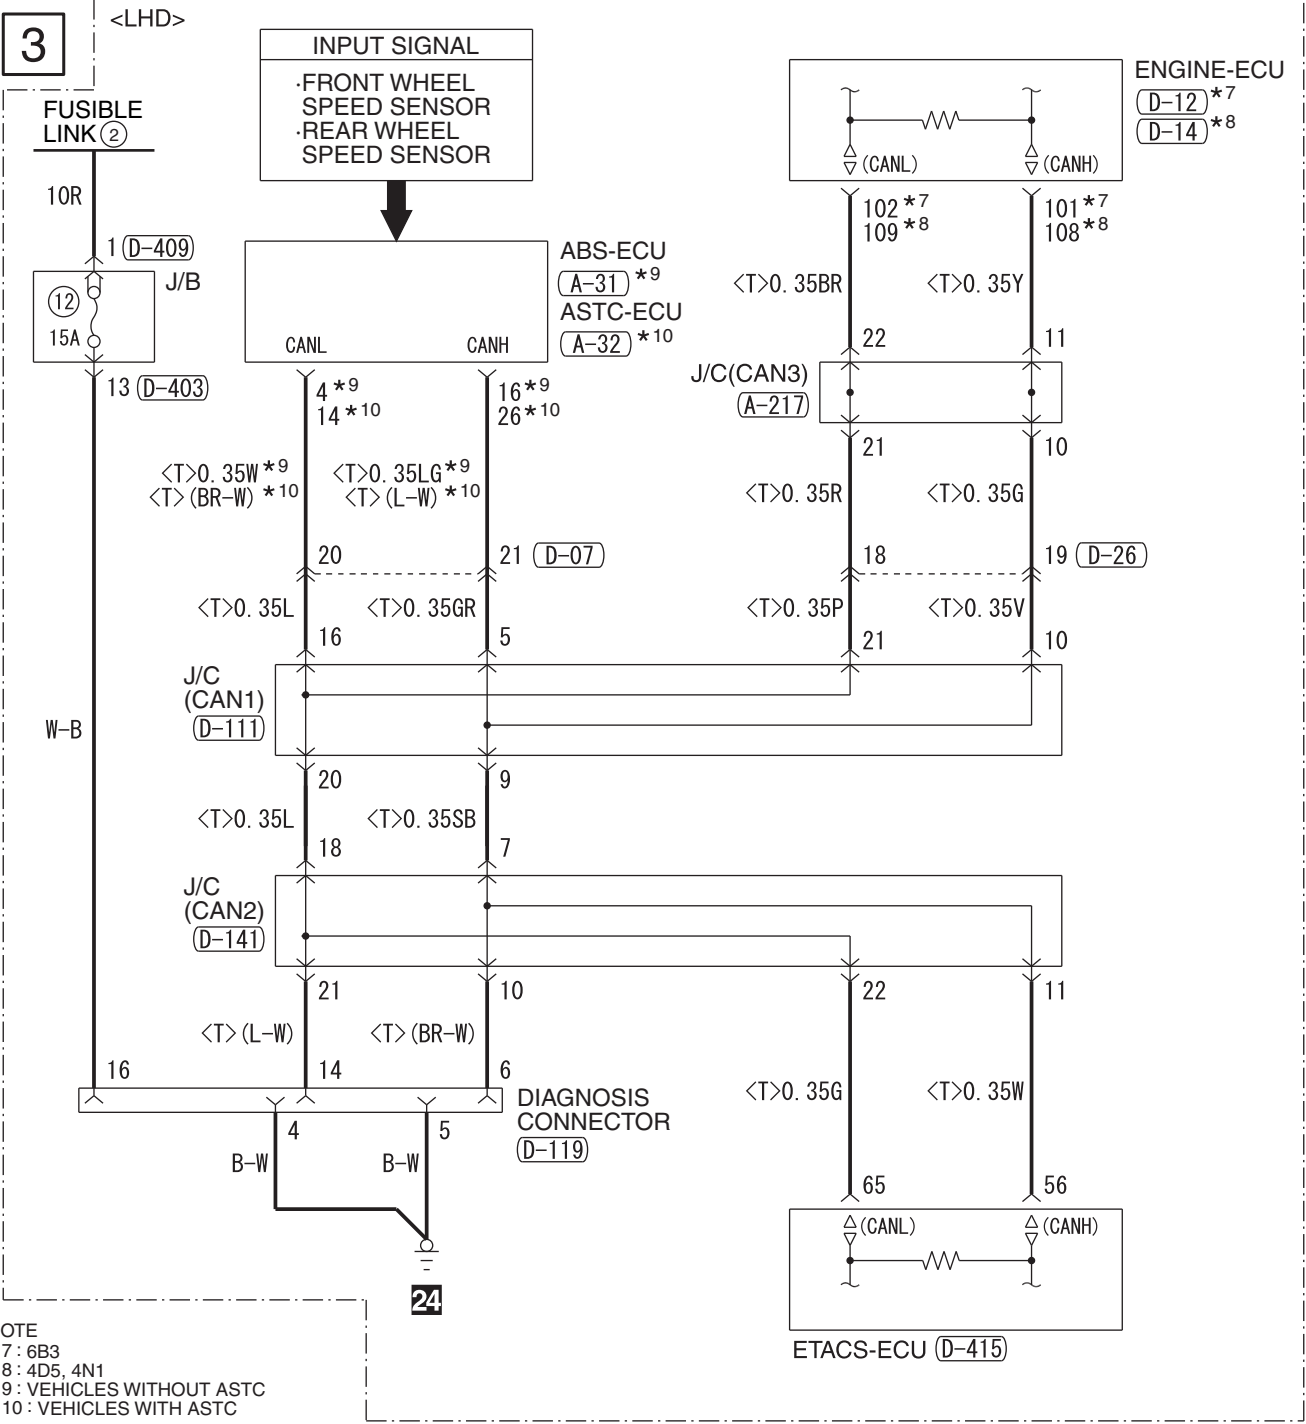 3
<LHD>
FUSIBLE
LINK ②
10R
1 D-409
J/B
12
15A
13 D-403
W-B
INPUT SIGNAL
·FRONT WHEEL
SPEED SENSOR
·REAR WHEEL
SPEED SENSOR
ABS-ECU
A-31 *9
ASTC-ECU
A-32 *10
CANL
CANH
4 *9
14 *10
16 *9
26 *10
<T>0.35W *9
<T>(BR-W) *10
<T>0.35LG *9
<T>(L-W) *10
20
21 D-07
<T>0.35L
<T>0.35GR
16
5
ENGINE-ECU
D-12 *7
D-14 *8
(CANL)
(CANH)
102 *7
109 *8
101 *7
108 *8
<T>0.35BR
<T>0.35Y
22
11
J/C(CAN3)
A-217
21
10
<T>0.35R
<T>0.35G
18
19 D-26
<T>0.35P
<T>0.35V
21
10
J/C
(CAN1)
D-111
20
9
<T>0.35L
<T>0.35SB
18
7
J/C
(CAN2)
D-141
21
10
22
11
<T>(L-W)
<T>(BR-W)
16
14
6
DIAGNOSIS
CONNECTOR
D-119
4
5
B-W
B-W
24
<T>0.35G
<T>0.35W
65
56
(CANL)
(CANH)
ETACS-ECU D-415
OTE
7 : 6B3
8 : 4D5, 4N1
9 : VEHICLES WITHOUT ASTC
10 : VEHICLES WITH ASTC